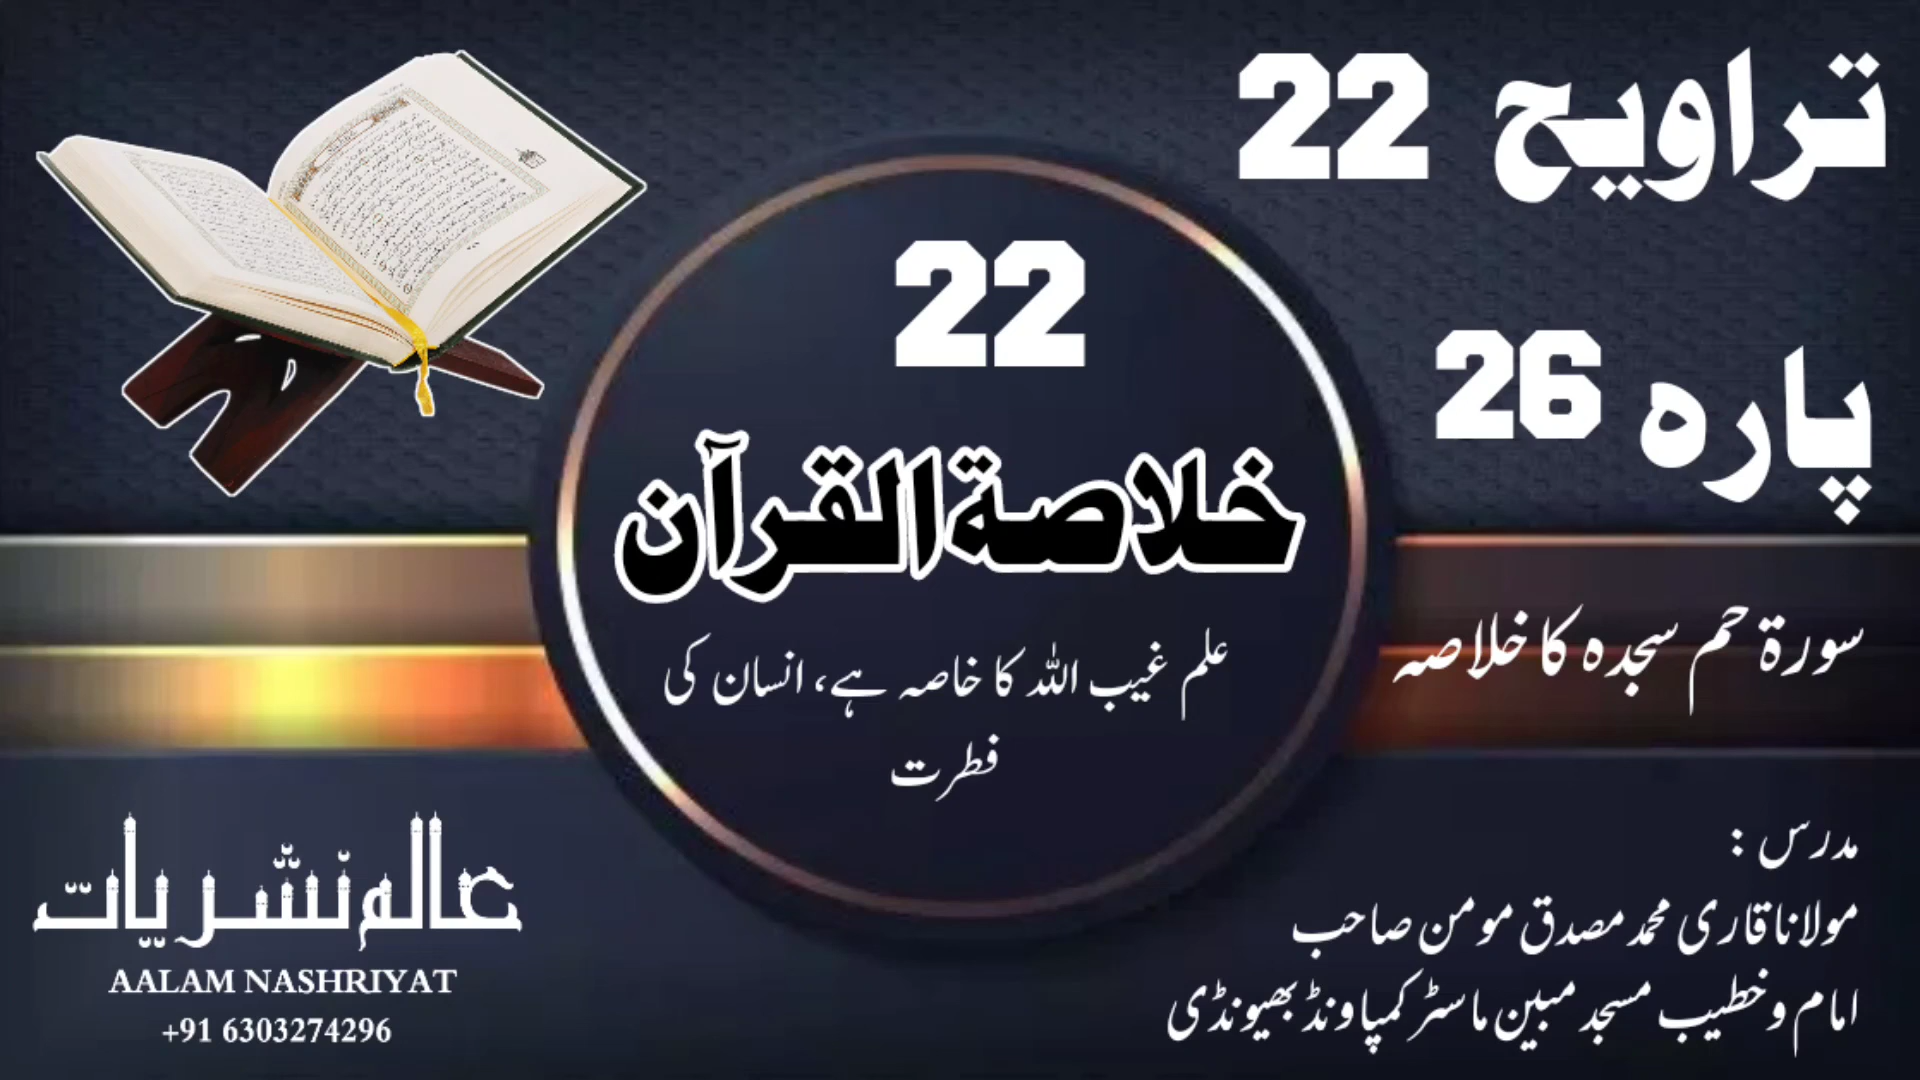 تراویح 22
پارہ 26
22
خلاصۃ القرآن
علم غیب اللہ کا خاصہ ہے، انسان کی
فطرت
سورۃ حم سجدہ کا خلاصہ
مدرس :
مولانا قاری محمد مصدق مومن صاحب
امام و خطیب مسجد مبین ماسٹر کمپاونڈ بھیونڈی
عالم نشریات
AALAM NASHRIYAT
+91 6303274296